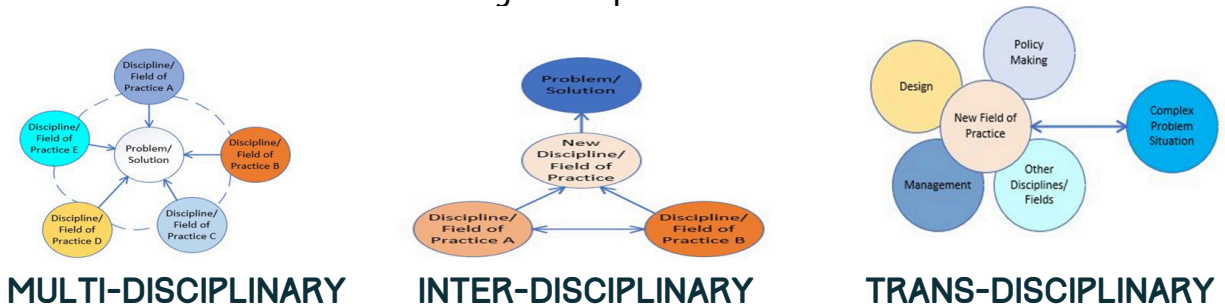 Discipline/
Field of
Practice A
Discipline/
Field of
Practice E
Problem/
Solution
Discipline/
Field of
Practice B
Discipline/
Field of
Practice D
Discipline/
Field of
Practice C
MULTI-DISCIPLINARY
Problem/
Solution
New
Discipline/
Field of
Practice
Discipline/
Field of
Practice A
Discipline/
Field of
Practice B
INTER-DISCIPLINARY
Policy
Making
Design
New Field of
Practice
Complex
Problem
Situation
Management
Other
Disciplines/
Fields
TRANS-DISCIPLINARY